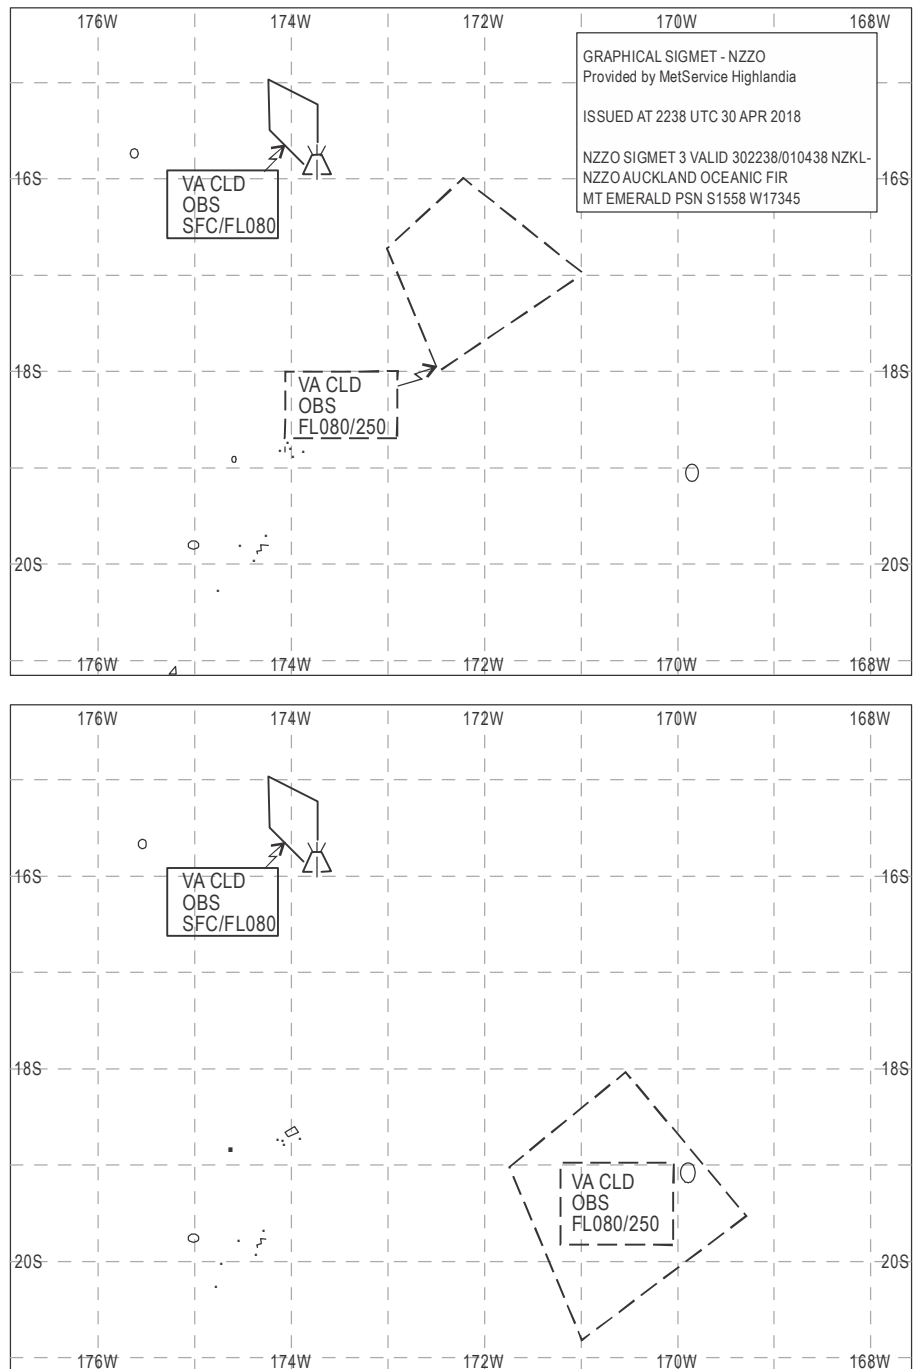 176W 174W 172W 170W 168W
GRAPHICAL SIGMET - NZZO
Provided by MetService Highlandia
ISSUED AT 2238 UTC 30 APR 2018
NZZO SIGMET 3 VALID 302238/010438 NZKL-
NZZO AUCKLAND OCEANIC FIR
MT EMERALD PSN S1558 W17345
16S 16S
VA CLD
OBS
SFC/FL080
18S 18S
VA CLD
OBS
FL080/250
20S 20S
176W 174W 172W 170W 168W
176W 174W 172W 170W 168W
16S 16S
VA CLD
OBS
SFC/FL080
18S 18S
VA CLD
OBS
FL080/250
20S 20S
176W 174W 172W 170W 168W